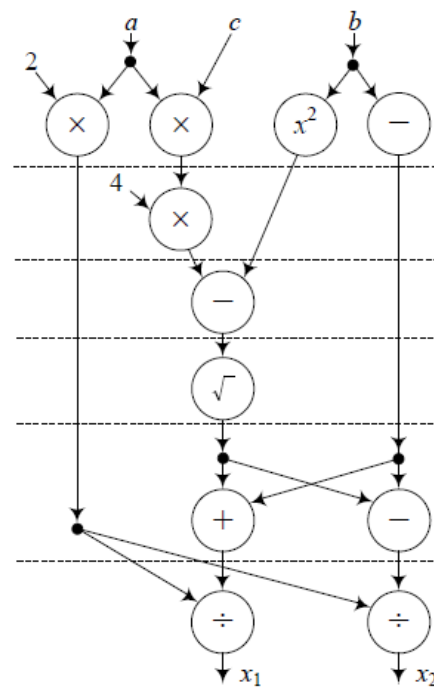 a c b
2
× × x² −
4
×
−
√
+ −
÷ ÷
x₁ x₂